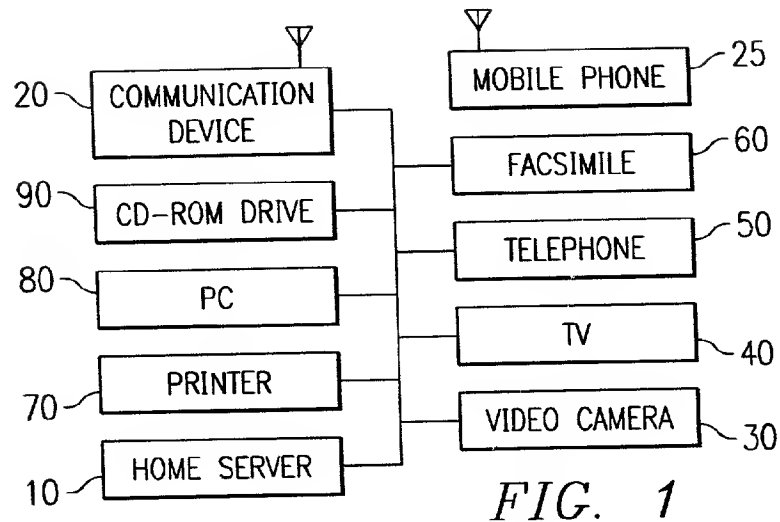 20
COMMUNICATION
DEVICE
MOBILE PHONE
25
90
CD-ROM DRIVE
FACSIMILE
60
80
PC
TELEPHONE
50
70
PRINTER
TV
40
10
HOME SERVER
VIDEO CAMERA
30
FIG. 1